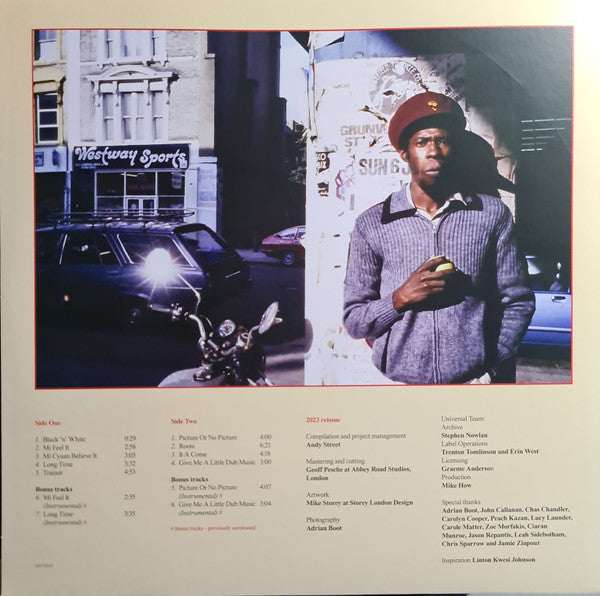 Westway Sports
GRUNW
SUN 6
Side One
1 Black 'n' White 0:29
2 Mi Feel It 2:58
3 Mi Cyaan Believe It 3:05
4 Long Time 3:32
5 Trainer 4:53
Bonus tracks
6 Mi Feel It 2:55
(Instrumental) #
7 Long Time 3:35
(Instrumental) #
Side Two
1 Picture Or No Picture 4:00
2 Roots 6:21
3 It A Come 4:18
4 Give Me A Little Dub Music 3:00
Bonus tracks
5 Picture Or No Picture 4:07
(Instrumental) #
6 Give Me A Little Dub Music 3:04
(Instrumental) #
# Bonus tracks - previously unreleased
2023 reissue
Compilation and project management
Andy Street
Mastering and cutting
Geoff Pesche at Abbey Road Studios,
London
Artwork
Mike Storey at Storey London Design
Photography
Adrian Boot
Universal Team:
Archive
Stephen Nowlan
Label Operations
Trenton Tomlinson and Erin West
Licensing
Graeme Anderson
Production
Mike How
Special thanks
Adrian Boot, John Callanan, Chas Chandler,
Carolyn Cooper, Peach Kazan, Lucy Launder,
Carole Matter, Zoe Morfakis, Ciaran
Munroe, Jason Repantis, Leah Sidebotham,
Chris Sparrow and Jamie Ziapour
Inspiration Linton Kwesi Johnson